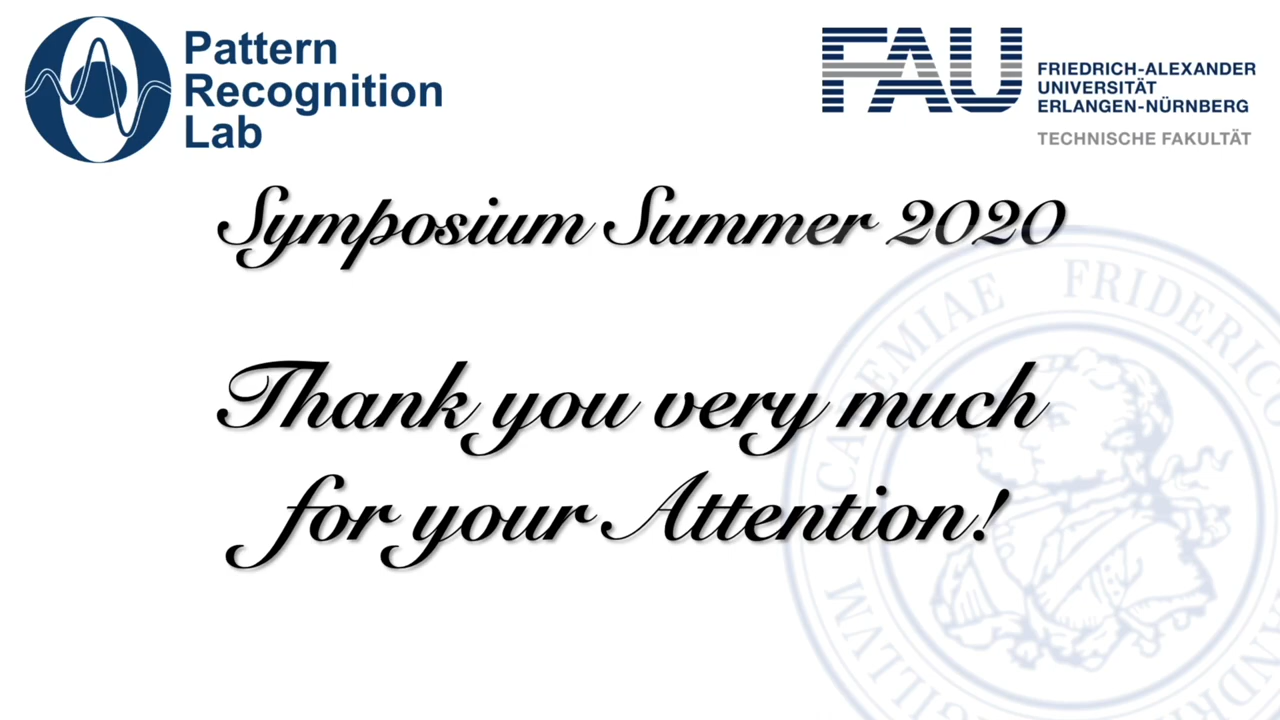 Pattern
Recognition
Lab
FAU
FRIEDRICH-ALEXANDER
UNIVERSITÄT
ERLANGEN-NÜRNBERG
TECHNISCHE FAKULTÄT
Symposium Summer 2020
Thank you very much
for your Attention!